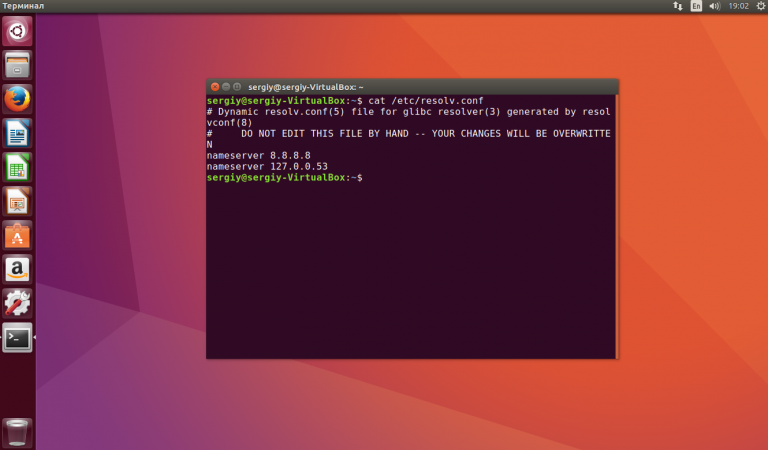 Терминал
En
19:02
sergiy@sergiy-VirtualBox: ~
sergiy@sergiy-VirtualBox:~$ cat /etc/resolv.conf
# Dynamic resolv.conf(5) file for glibc resolver(3) generated by resol
vconf(8)
#     DO NOT EDIT THIS FILE BY HAND -- YOUR CHANGES WILL BE OVERWRITTE
N
nameserver 8.8.8.8
nameserver 127.0.0.53
sergiy@sergiy-VirtualBox:~$